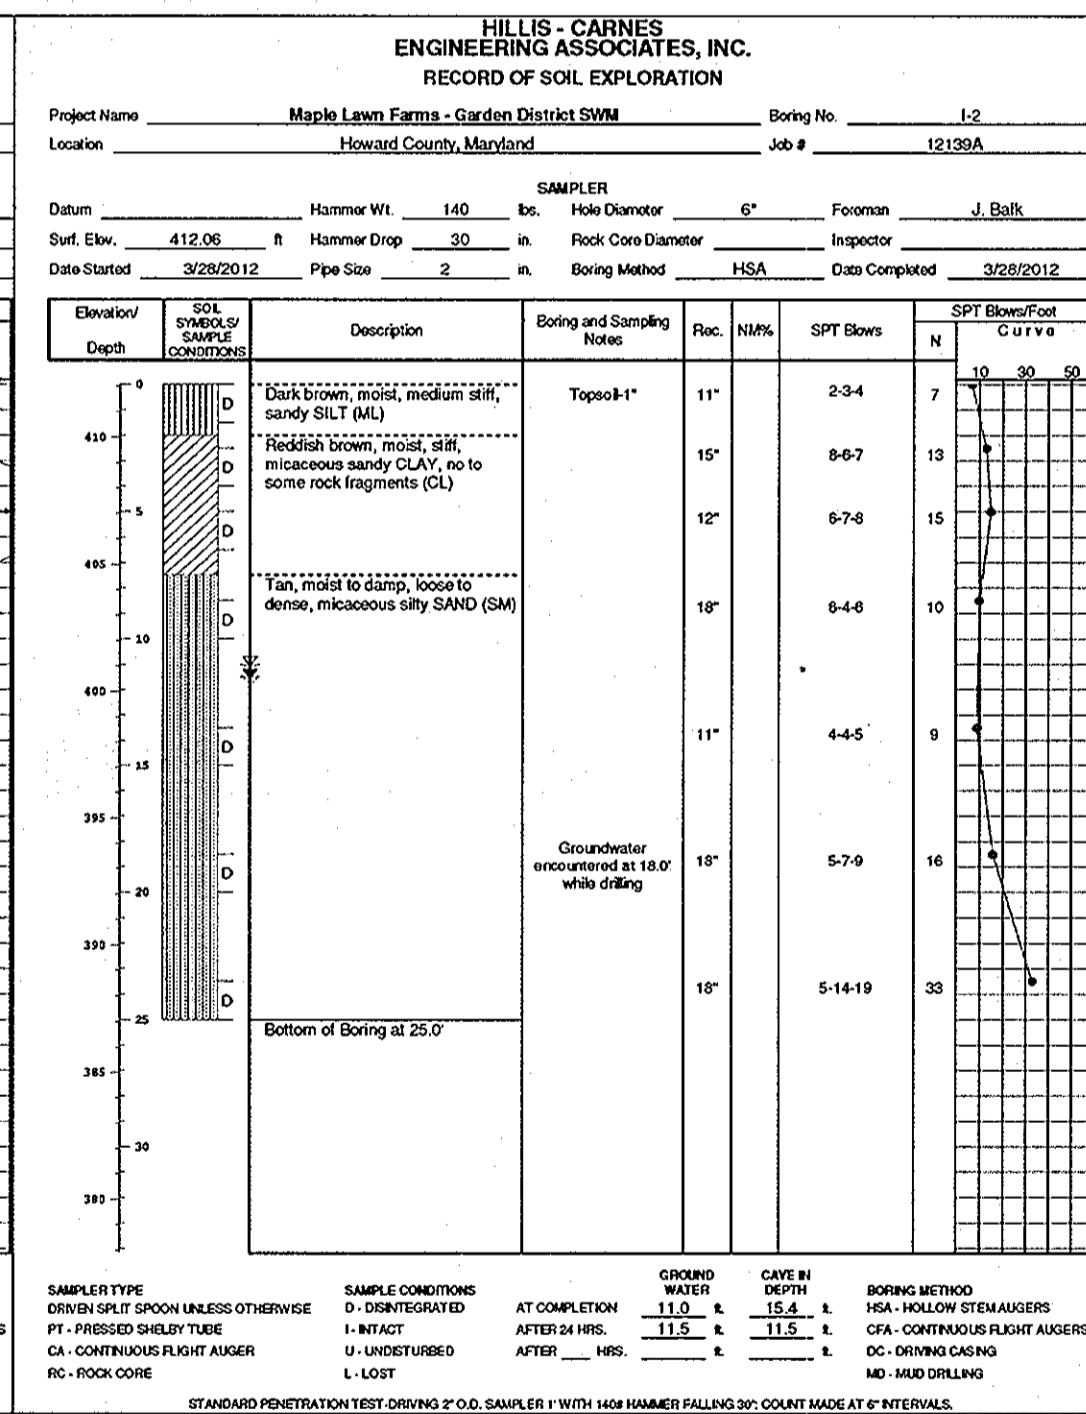 HILLIS - CARNES
ENGINEERING ASSOCIATES, INC.
RECORD OF SOIL EXPLORATION
Project Name Maple Lawn Farms - Garden District SWM Boring No. I-2
Location Howard County, Maryland Job # 12139A
SAMPLER
Datum Hammer Wt. 140 lbs. Hole Diameter 6" Foreman J. Balk
Surf. Elev. 412.06 ft Hammer Drop 30 in. Rock Core Diameter Inspector
Date Started 3/28/2012 Pipe Size 2 in. Boring Method HSA Date Completed 3/28/2012
Elevation/ Depth
SOIL SYMBOLS/ SAMPLE CONDITIONS
Description
Boring and Sampling Notes
Rec. NM% SPT Blows
SPT Blows/Foot
N Curve
10 30 50
0 D Dark brown, moist, medium stiff, Topsoil-1" 11" 2-3-4 7
sandy SILT (ML)
410 Reddish brown, moist, stiff,
D micaceous sandy CLAY, no to 15" 8-6-7 13
some rock fragments (CL)
5 D 12" 6-7-8 15
405
Tan, moist to damp, loose to
dense, micaceous silty SAND (SM)
D 18" 6-4-6 10
10
400
D 11" 4-4-5 9
15
395
Groundwater
encountered at 18.0'
while drilling
D 18" 5-7-9 16
20
390
D 18" 5-14-19 33
25 Bottom of Boring at 25.0'
385
30
380
SAMPLER TYPE SAMPLE CONDITIONS GROUND WATER CAVE IN DEPTH BORING METHOD
DRIVEN SPLIT SPOON UNLESS OTHERWISE D - DISINTEGRATED AT COMPLETION 11.0 ft. 15.4 ft. HSA - HOLLOW STEM AUGERS
PT - PRESSED SHELBY TUBE I - INTACT AFTER 24 HRS. 11.5 ft. 11.5 ft. CFA - CONTINUOUS FLIGHT AUGERS
CA - CONTINUOUS FLIGHT AUGER U - UNDISTURBED AFTER HRS. ft. ft. DC - DRIVING CASING
RC - ROCK CORE L - LOST MD - MUD DRILLING
STANDARD PENETRATION TEST-DRIVING 2" O.D. SAMPLER 1' WITH 140# HAMMER FALLING 30"; COUNT MADE AT 6" INTERVALS.